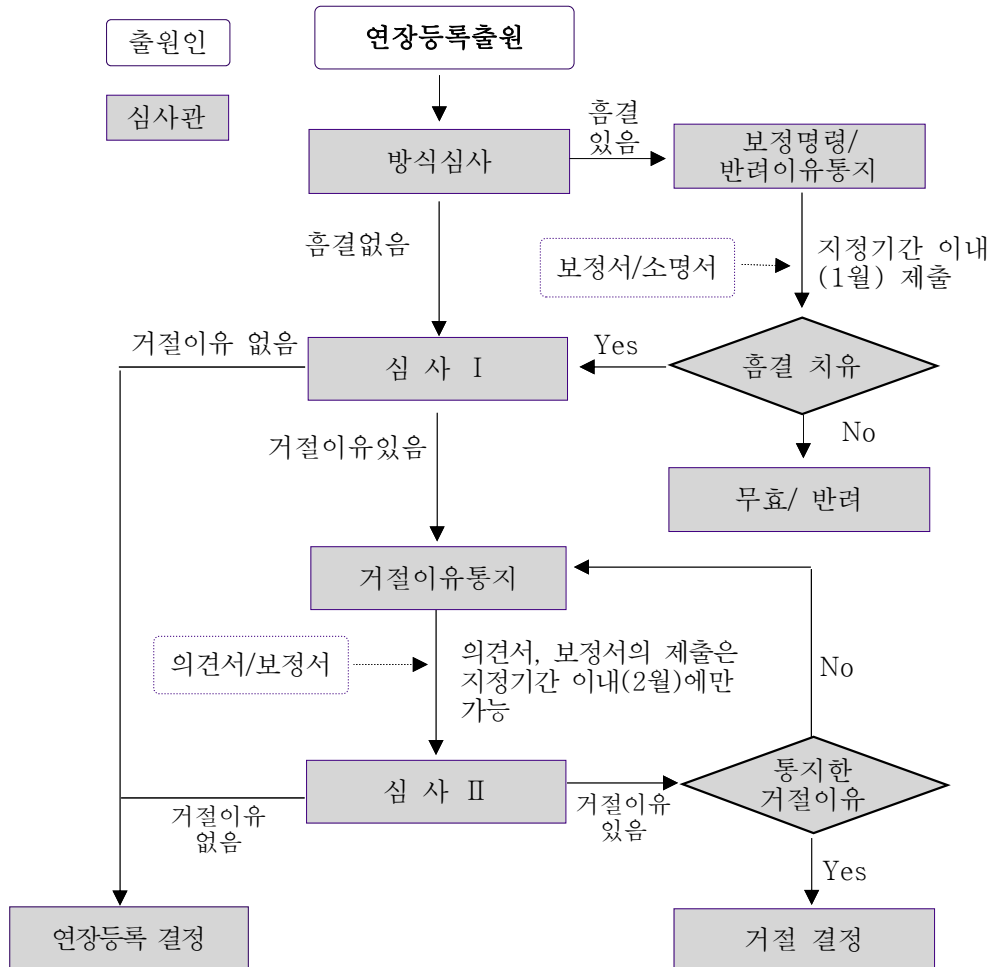 출원인
연장등록출원
심사관
방식심사
흠결
있음
보정명령/
반려이유통지
흠결없음
보정서/소명서
지정기간 이내
(1월) 제출
거절이유 없음
심 사 Ⅰ
Yes
흠결 치유
거절이유있음
No
무효/ 반려
거절이유통지
의견서/보정서
의견서, 보정서의 제출은
지정기간 이내(2월)에만
가능
No
심 사 Ⅱ
통지한
거절이유
거절이유
없음
거절이유
있음
Yes
연장등록 결정
거절 결정